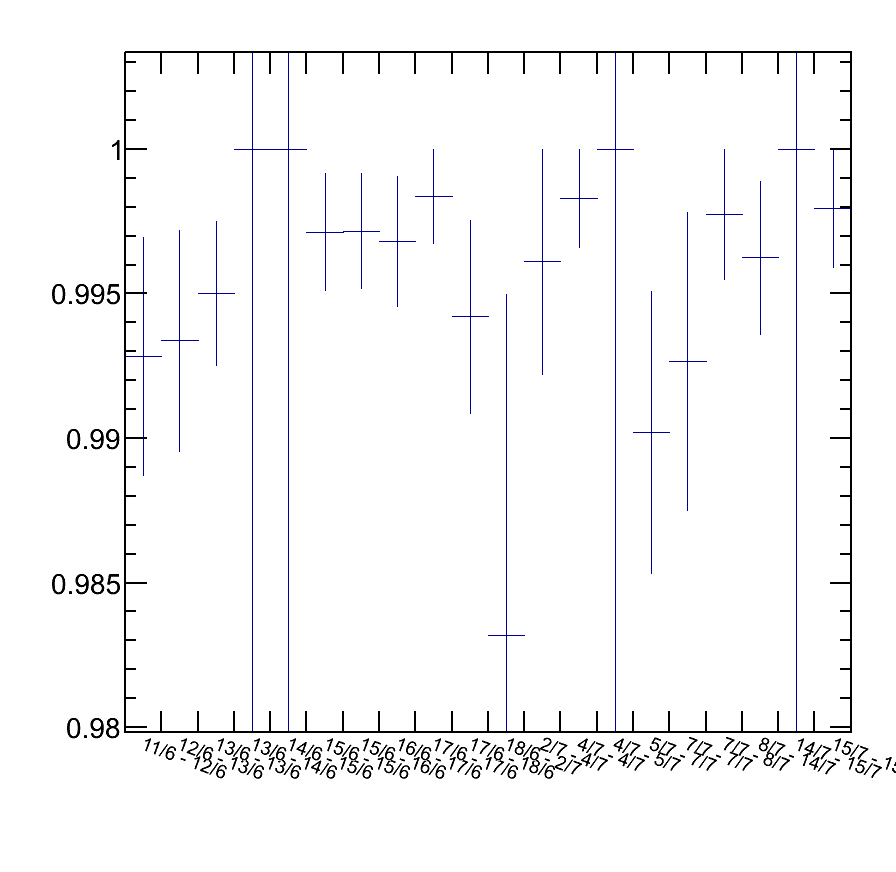 1
0.995
0.99
0.985
0.98
11/6 - 12/6
12/6 - 13/6
13/6 - 13/6
13/6 - 14/6
14/6 - 15/6
15/6 - 15/6
15/6 - 16/6
16/6 - 17/6
17/6 - 17/6
17/6 - 18/6
18/6 - 2/7
2/7 - 4/7
4/7 - 4/7
4/7 - 5/7
5/7 - 7/7
7/7 - 7/7
7/7 - 8/7
8/7 - 14/7
14/7 - 15/7
15/7 - 15